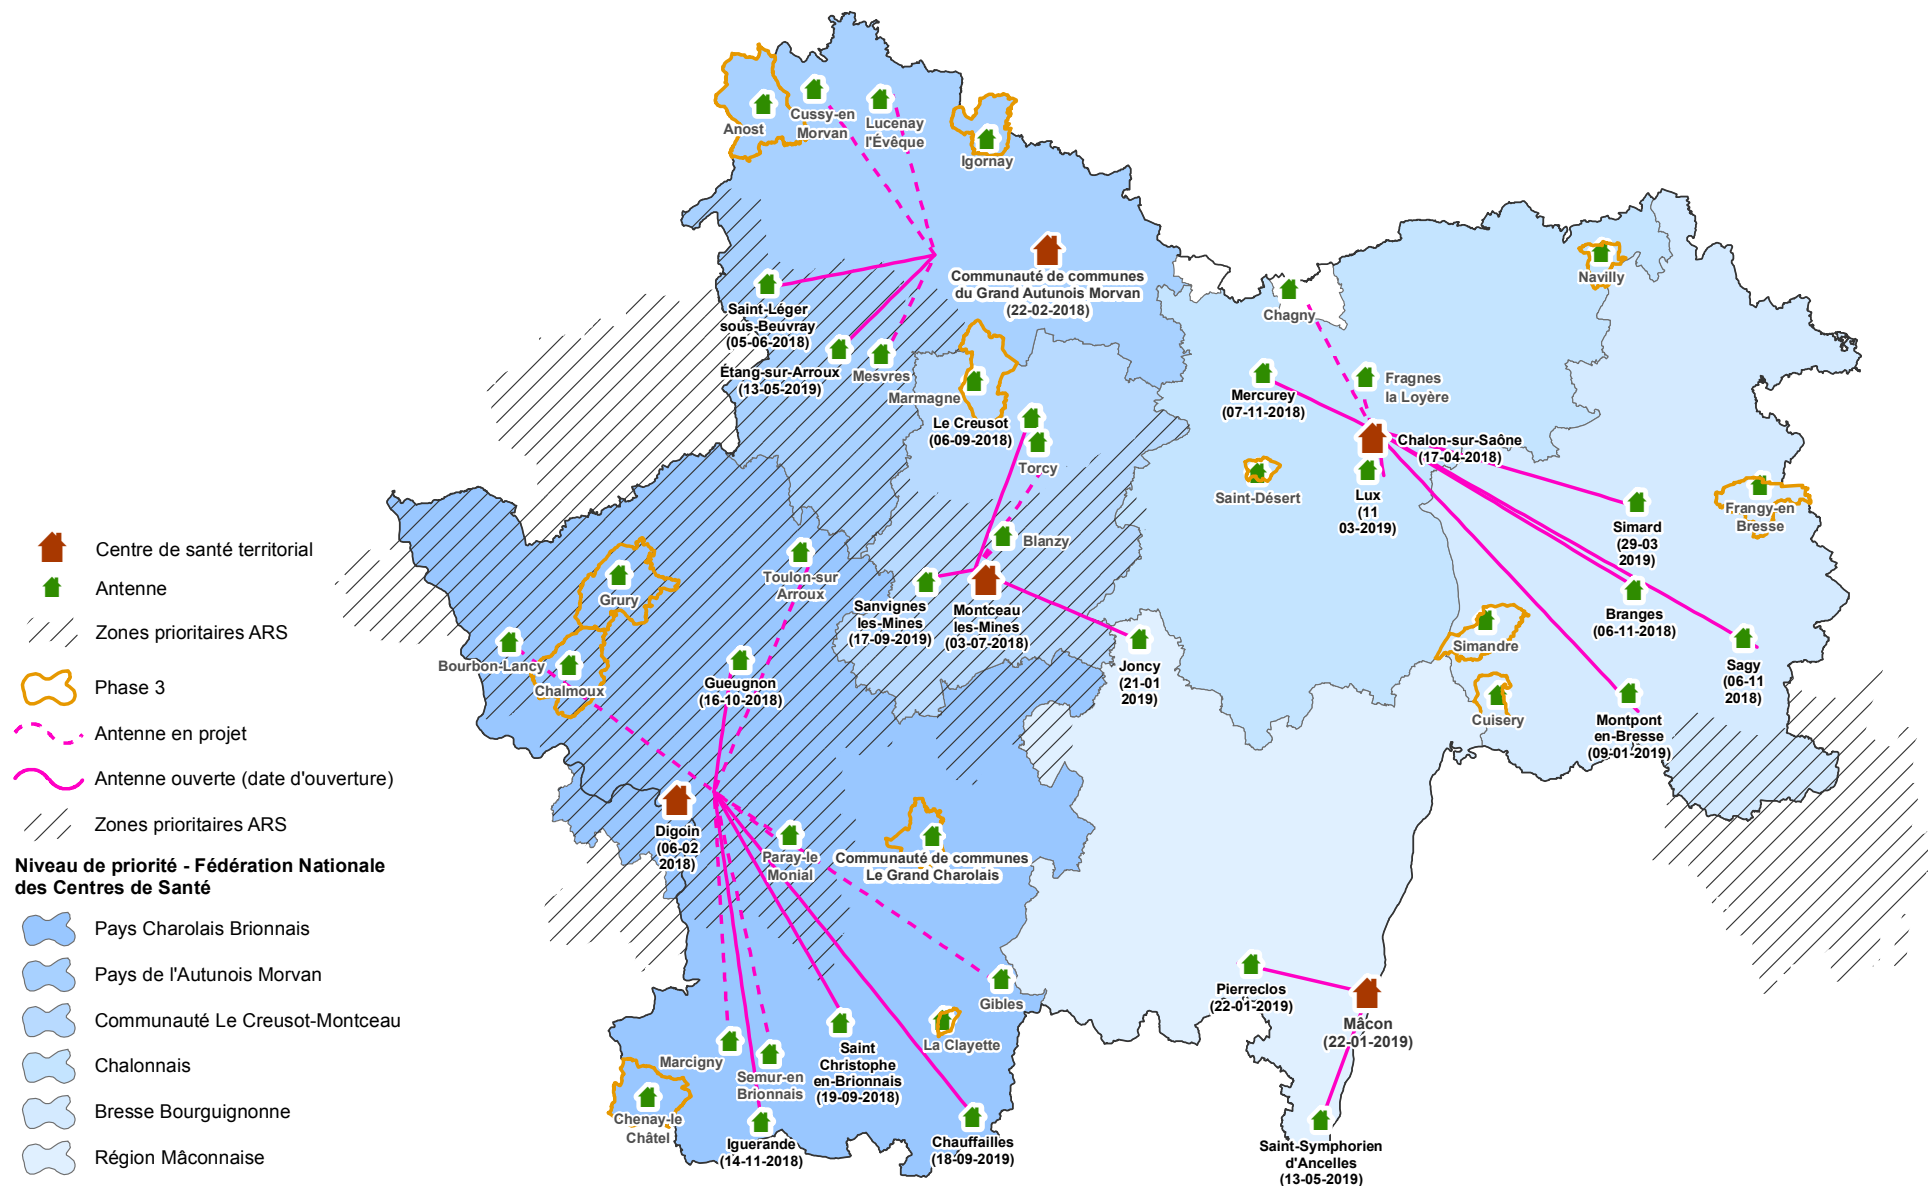 Anost
Cussy-en
Morvan
Lucenay
l'Évêque
Igornay
Communauté de communes
du Grand Autunois Morvan
(22-02-2018)
Navilly
Chagny
Saint-Léger
sous-Beuvray
(05-06-2018)
Étang-sur-Arroux
(13-05-2019)
Mesvres
Marmagne
Mercurey
(07-11-2018)
Fragnes
la Loyère
Le Creusot
(06-09-2018)
Torcy
Chalon-sur-Saône
(17-04-2018)
Saint-Désert
Lux
(11
03-2019)
Simard
(29-03
2019)
Frangy-en
Bresse
Blanzy
Toulon-sur
Arroux
Grury
Sanvignes
les-Mines
(17-09-2019)
Montceau
les-Mines
(03-07-2018)
Branges
(06-11-2018)
Simandre
Joncy
(21-01
2019)
Sagy
(06-11
2018)
Bourbon-Lancy
Chalmoux
Gueugnon
(16-10-2018)
Cuisery
Montpont
en-Bresse
(09-01-2019)
Digoin
(06-02
2018)
Paray-le
Monial
Communauté de communes
Le Grand Charolais
Gibles
Pierreclos
(22-01-2019)
Mâcon
(22-01-2019)
Marcigny
Semur-en
Brionnais
Saint
Christophe
en-Brionnais
(19-09-2018)
La Clayette
Chenay-le
Châtel
Iguerande
(14-11-2018)
Chauffailles
(18-09-2019)
Saint-Symphorien
d'Ancelles
(13-05-2019)
Centre de santé territorial
Antenne
Zones prioritaires ARS
Phase 3
Antenne en projet
Antenne ouverte (date d'ouverture)
Zones prioritaires ARS
Niveau de priorité - Fédération Nationale
des Centres de Santé
Pays Charolais Brionnais
Pays de l'Autunois Morvan
Communauté Le Creusot-Montceau
Chalonnais
Bresse Bourguignonne
Région Mâconnaise